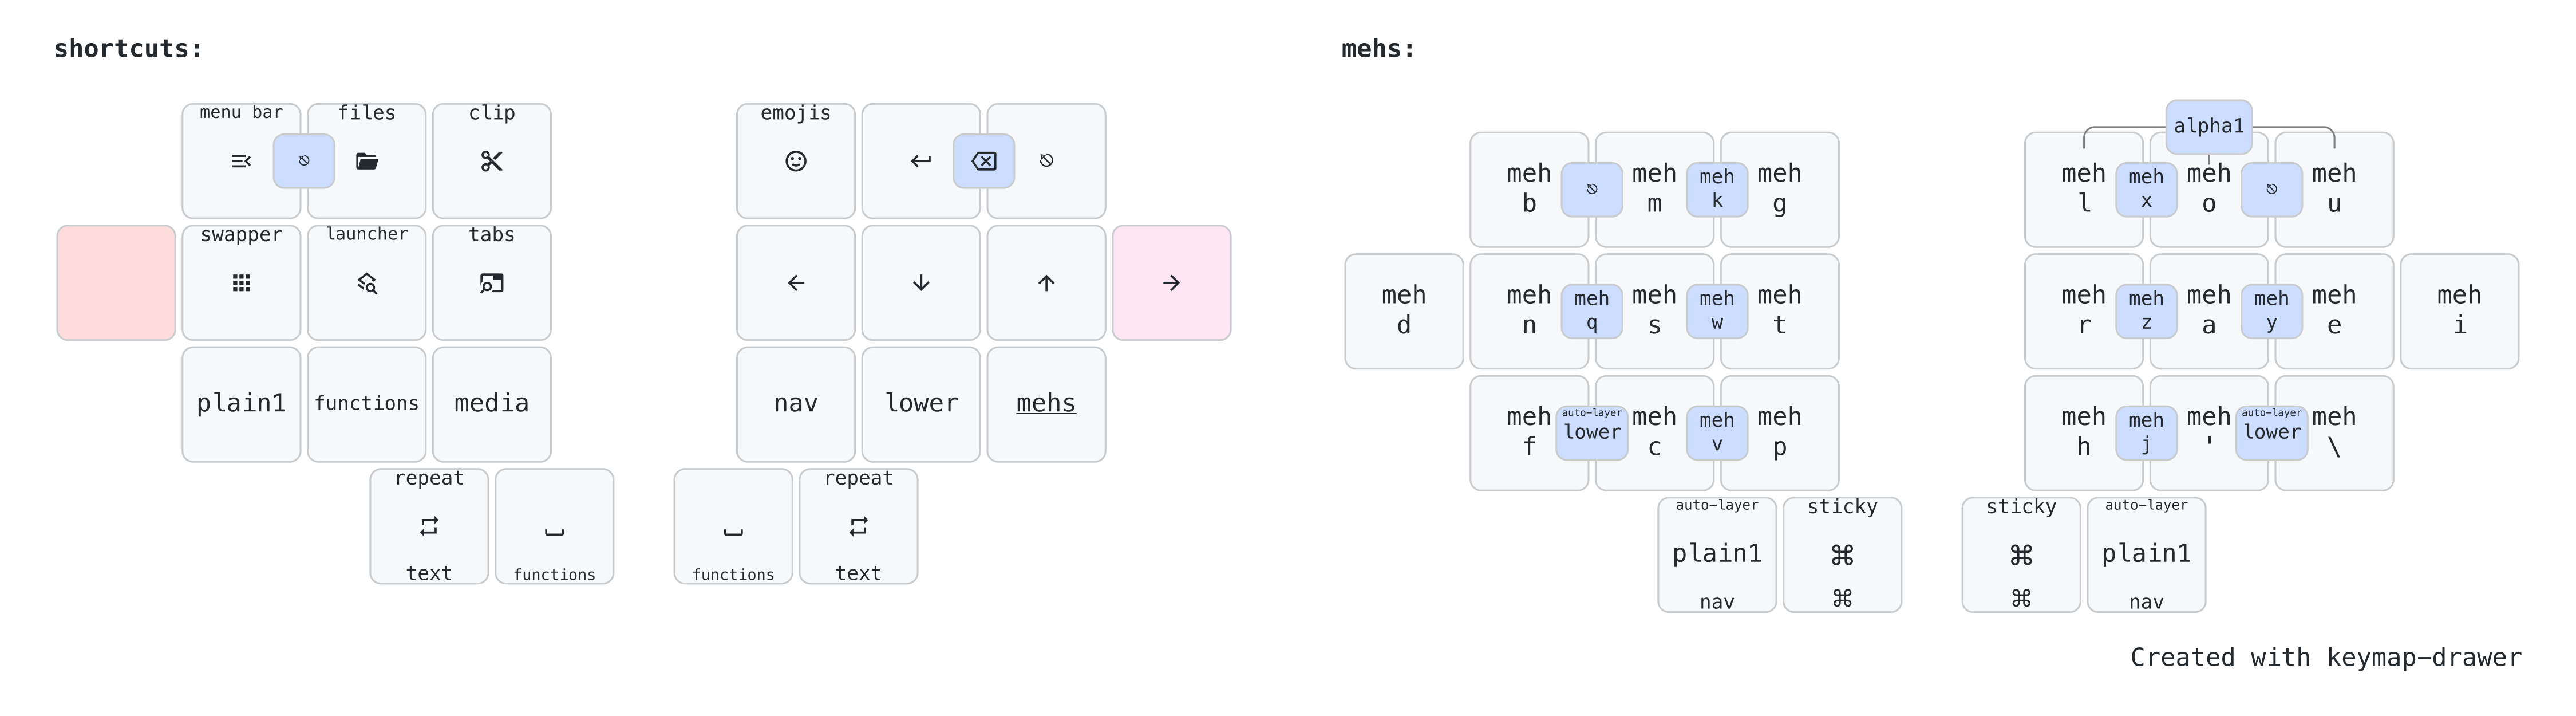 shortcuts:
menu bar files clip emojis
swapper launcher tabs
plain1 functions media nav lower mehs
repeat repeat
text functions functions text
mehs:
alpha1
meh meh meh meh meh meh meh meh meh
b m k g l x o u
meh meh meh meh meh meh meh meh meh meh meh meh
d n q s w t r z a y e i
meh auto-layer meh meh meh meh meh meh auto-layer meh
f lower c v p h j ' lower \
auto-layer sticky sticky auto-layer
plain1 ⌘ ⌘ plain1
nav ⌘ ⌘ nav
Created with keymap-drawer